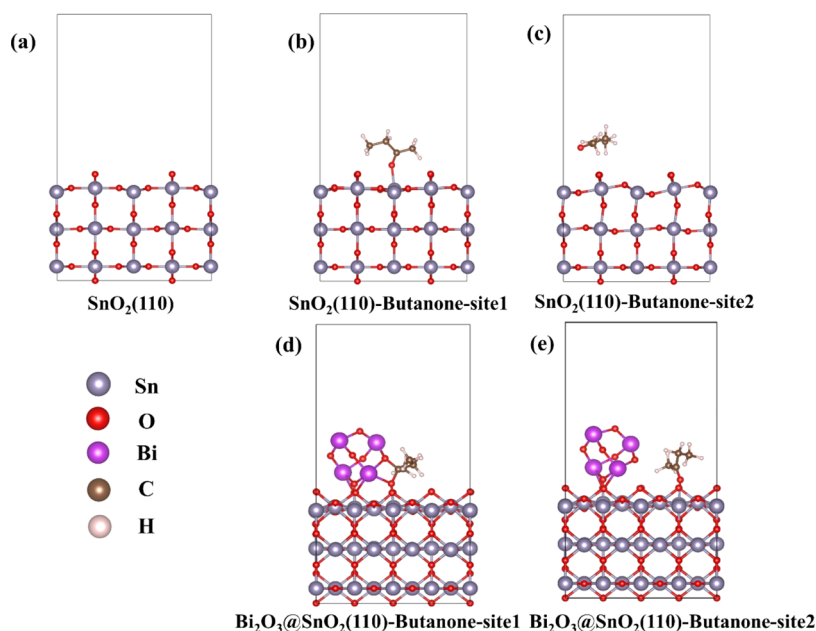 (a)
(b)
(c)
SnO₂(110)
SnO₂(110)-Butanone-site1
SnO₂(110)-Butanone-site2
(d)
(e)
Sn
O
Bi
C
H
Bi₂O₃@SnO₂(110)-Butanone-site1
Bi₂O₃@SnO₂(110)-Butanone-site2